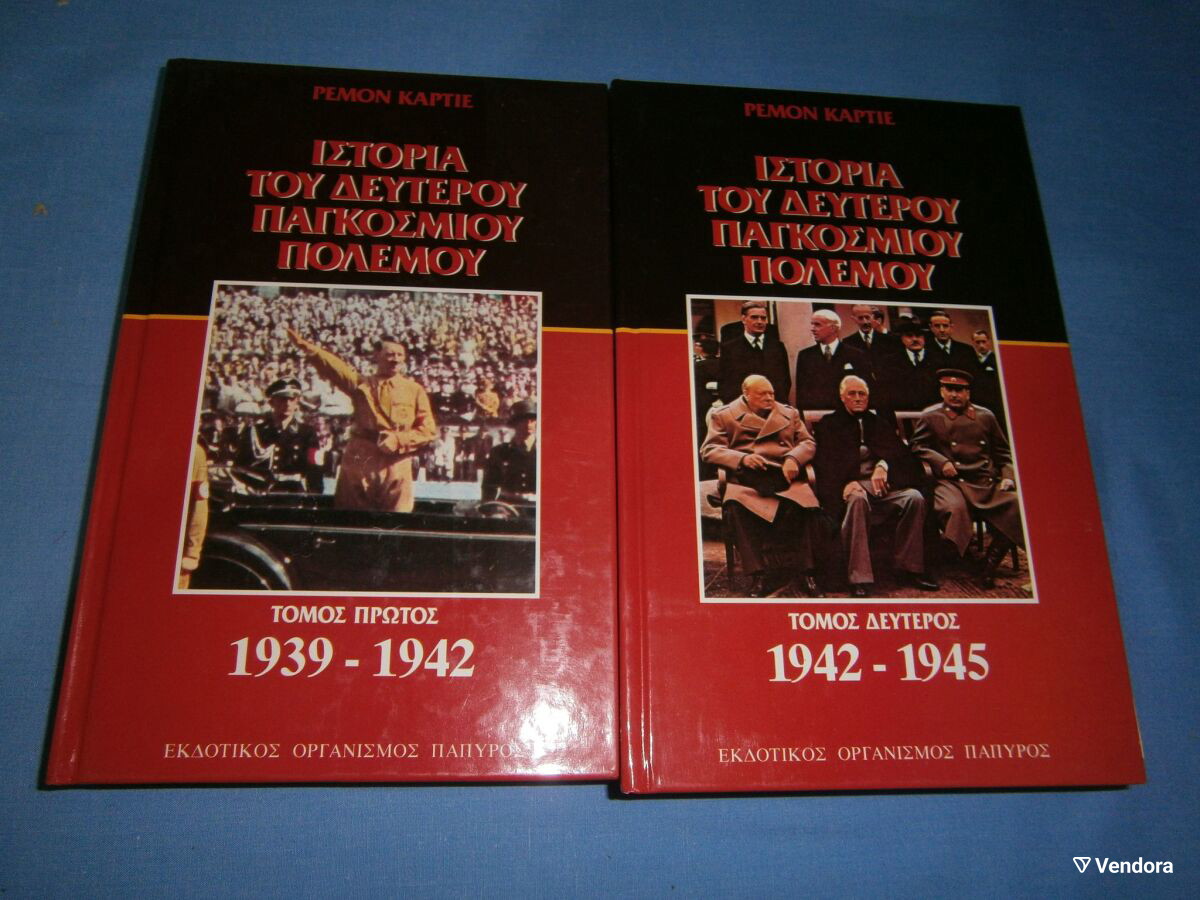 ΡΕΜΟΝ ΚΑΡΤΙΕ
ΙΣΤΟΡΙΑ
ΤΟΥ ΔΕΥΤΕΡΟΥ
ΠΑΓΚΟΣΜΙΟΥ
ΠΟΛΕΜΟΥ
ΤΟΜΟΣ ΠΡΩΤΟΣ
1939 - 1942
ΕΚΔΟΤΙΚΟΣ ΟΡΓΑΝΙΣΜΟΣ ΠΑΠΥΡΟΣ
ΡΕΜΟΝ ΚΑΡΤΙΕ
ΙΣΤΟΡΙΑ
ΤΟΥ ΔΕΥΤΕΡΟΥ
ΠΑΓΚΟΣΜΙΟΥ
ΠΟΛΕΜΟΥ
ΤΟΜΟΣ ΔΕΥΤΕΡΟΣ
1942 - 1945
ΕΚΔΟΤΙΚΟΣ ΟΡΓΑΝΙΣΜΟΣ ΠΑΠΥΡΟΣ
Vendora